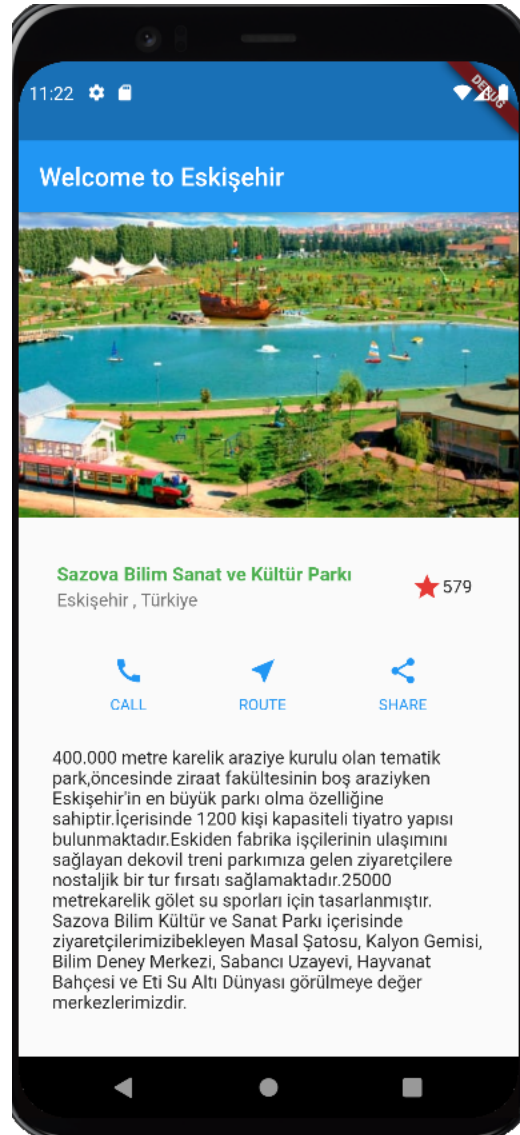 11:22
DEBUG
Welcome to Eskişehir
Sazova Bilim Sanat ve Kültür Parkı
Eskişehir , Türkiye
579
CALL
ROUTE
SHARE
400.000 metre karelik araziye kurulu olan tematik
park,öncesinde ziraat fakültesinin boş araziyken
Eskişehir'in en büyük parkı olma özelliğine
sahiptir.İçerisinde 1200 kişi kapasiteli tiyatro yapısı
bulunmaktadır.Eskiden fabrika işçilerinin ulaşımını
sağlayan dekovil treni parkımıza gelen ziyaretçilere
nostaljik bir tur fırsatı sağlamaktadır.25000
metrekarelik gölet su sporları için tasarlanmıştır.
Sazova Bilim Kültür ve Sanat Parkı içerisinde
ziyaretçilerimizibekleyen Masal Şatosu, Kalyon Gemisi,
Bilim Deney Merkezi, Sabancı Uzayevi, Hayvanat
Bahçesi ve Eti Su Altı Dünyası görülmeye değer
merkezlerimizdir.